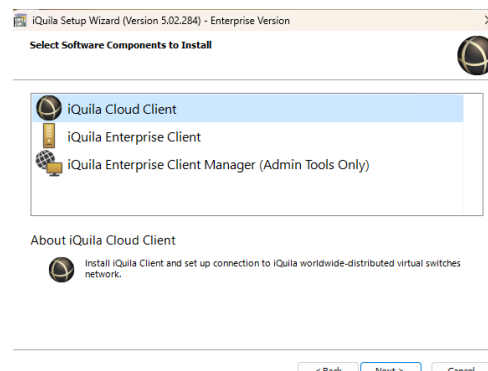 iQuila Setup Wizard (Version 5.02.284) - Enterprise Version
Select Software Components to Install
iQuila Cloud Client
iQuila Enterprise Client
iQuila Enterprise Client Manager (Admin Tools Only)
About iQuila Cloud Client
Install iQuila Client and set up connection to iQuila worldwide-distributed virtual switches
network.
< Back Next > Cancel